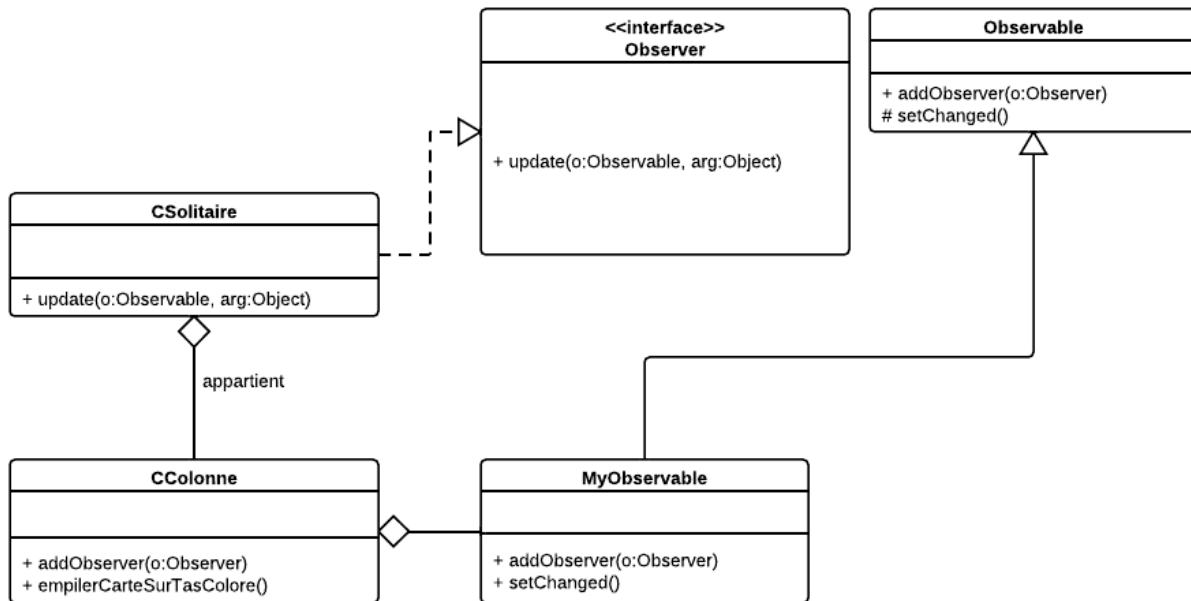 <<interface>>
Observer
+ update(o:Observable, arg:Object)
Observable
+ addObserver(o:Observer)
# setChanged()
CSolitaire
+ update(o:Observable, arg:Object)
appartient
CColonne
+ addObserver(o:Observer)
+ empilerCarteSurTasColore()
MyObservable
+ addObserver(o:Observer)
+ setChanged()